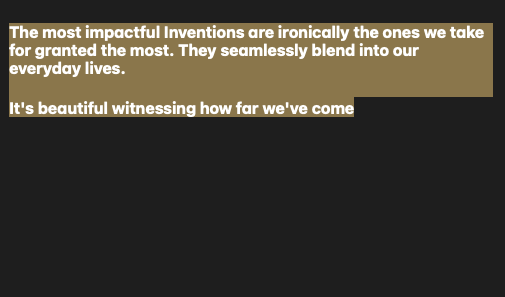 The most impactful Inventions are ironically the ones we take
for granted the most. They seamlessly blend into our
everyday lives.
It's beautiful witnessing how far we've come